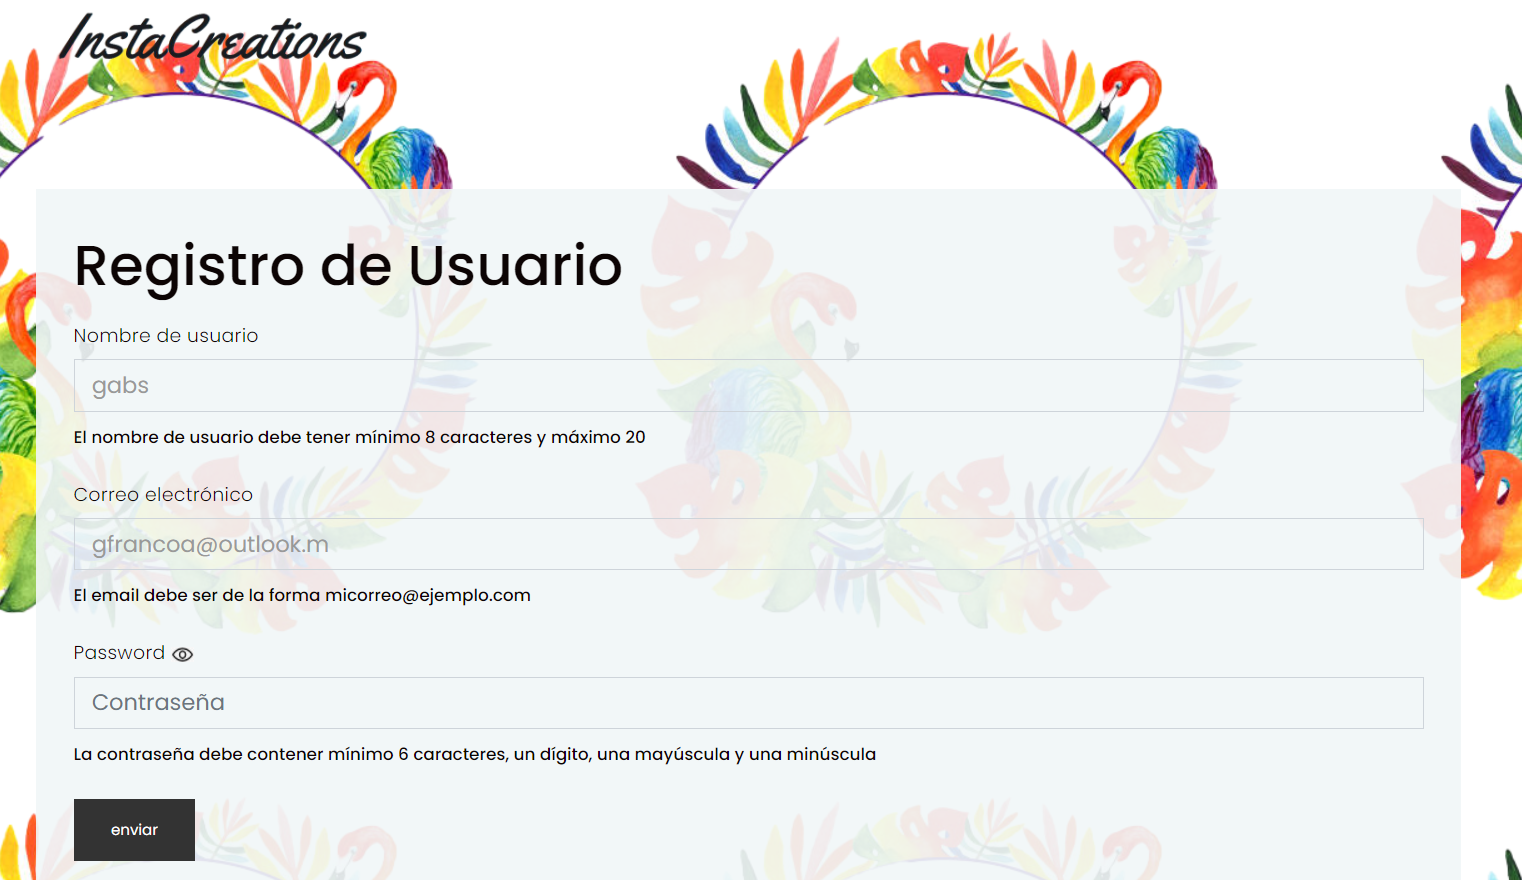 InstaCreations
Registro de Usuario
Nombre de usuario
gabs
El nombre de usuario debe tener mínimo 8 caracteres y máximo 20
Correo electrónico
gfrancoa@outlook.m
El email debe ser de la forma micorreo@ejemplo.com
Password
Contraseña
La contraseña debe contener mínimo 6 caracteres, un dígito, una mayúscula y una minúscula
enviar